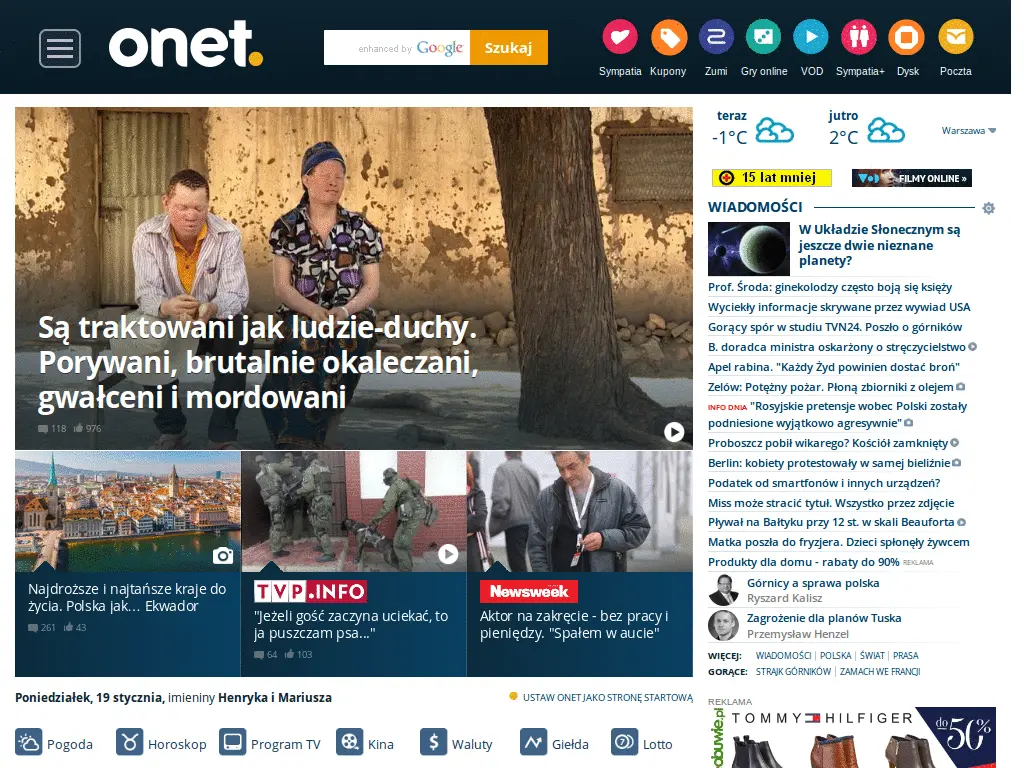 onet.
enhanced by Google
Szukaj
Sympatia
Kupony
Zumi
Gry online
VOD
Sympatia+
Dysk
Poczta
teraz
-1°C
jutro
2°C
Warszawa
15 lat mniej
VOD FILMY ONLINE »
Są traktowani jak ludzie-duchy.
Porywani, brutalnie okaleczani,
gwałceni i mordowani
118 976
WIADOMOŚCI
W Układzie Słonecznym są
jeszcze dwie nieznane
planety?
Prof. Środa: ginekolodzy często boją się księży
Wyciekły informacje skrywane przez wywiad USA
Gorący spór w studiu TVN24. Poszło o górników
B. doradca ministra oskarżony o stręczycielstwo
Apel rabina. "Każdy Żyd powinien dostać broń"
Zelów: Potężny pożar. Płoną zbiorniki z olejem
INFO DNIA "Rosyjskie pretensje wobec Polski zostały
podniesione wyjątkowo agresywnie"
Proboszcz pobił wikarego? Kościół zamknięty
Berlin: kobiety protestowały w samej bieliźnie
Podatek od smartfonów i innych urządzeń?
Miss może stracić tytuł. Wszystko przez zdjęcie
Pływał na Bałtyku przy 12 st. w skali Beauforta
Matka poszła do fryzjera. Dzieci spłonęły żywcem
Produkty dla domu - rabaty do 90% REKLAMA
Górnicy a sprawa polska
Ryszard Kalisz
Zagrożenie dla planów Tuska
Przemysław Henzel
WIĘCEJ: WIADOMOŚCI | POLSKA | ŚWIAT | PRASA
GORĄCE: STRAJK GÓRNIKÓW | ZAMACH WE FRANCJI
Najdroższe i najtańsze kraje do
życia. Polska jak... Ekwador
261 43
TVP.INFO
"Jeżeli gość zaczyna uciekać, to
ja puszczam psa..."
64 103
Newsweek
Aktor na zakręcie - bez pracy i
pieniędzy. "Spałem w aucie"
Poniedziałek, 19 stycznia, imieniny Henryka i Mariusza
USTAW ONET JAKO STRONĘ STARTOWĄ
Pogoda
Horoskop
Program TV
Kina
$ Waluty
Giełda
Lotto
REKLAMA
TOMMY HILFIGER
do
-50%
obuwie.pl